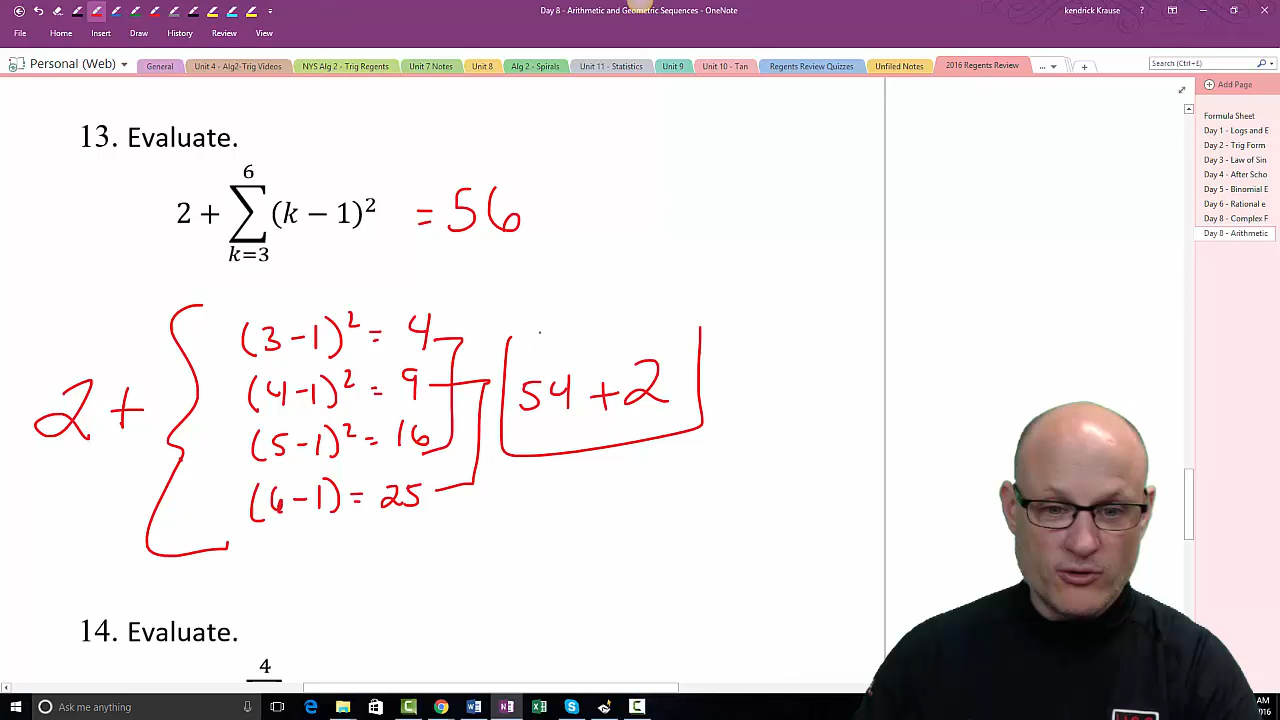 Day 8 - Arithmetic and Geometric Sequences - OneNote
kendrick Krause
?
File Home Insert Draw History Review View
Personal (Web)
General Unit 4 - Alg2-Trig Videos NYS Alg 2 - Trig Regents Unit 7 Notes Unit 8 Alg 2 - Spirals Unit 11 - Statistics Unit 9 Unit 10 - Tan Regents Review Quizzes Unfiled Notes 2016 Regents Review ... +
Search (Ctrl+E)
Add Page
Formula Sheet
Day 1 - Logs and E
Day 2 - Trig Form
Day 3 - Law of Sin
Day 4 - After Scho
Day 5 - Binomial E
Day 6 - Rational e
Day 8 - Complex F
Day 9 - Arithmetic
13. Evaluate.
6
2 + ∑ (k − 1)² = 56
k=3
2 + {
(3 − 1)² = 4
(4 − 1)² = 9
(5 − 1)² = 16
(6 − 1) = 25
54 + 2
14. Evaluate.
4
Ask me anything
AM